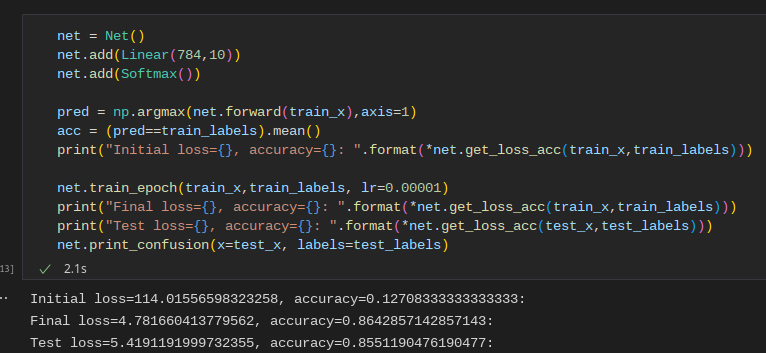 net = Net()
net.add(Linear(784,10))
net.add(Softmax())
pred = np.argmax(net.forward(train_x),axis=1)
acc = (pred==train_labels).mean()
print("Initial loss={}, accuracy={}: ".format(*net.get_loss_acc(train_x,train_labels)))
net.train_epoch(train_x,train_labels, lr=0.00001)
print("Final loss={}, accuracy={}: ".format(*net.get_loss_acc(train_x,train_labels)))
print("Test loss={}, accuracy={}: ".format(*net.get_loss_acc(test_x,test_labels)))
net.print_confusion(x=test_x, labels=test_labels)
13] ✓ 2.1s
Initial loss=114.01556598323258, accuracy=0.12708333333333333:
Final loss=4.781660413779562, accuracy=0.8642857142857143:
Test loss=5.4191191999732355, accuracy=0.8551190476190477: